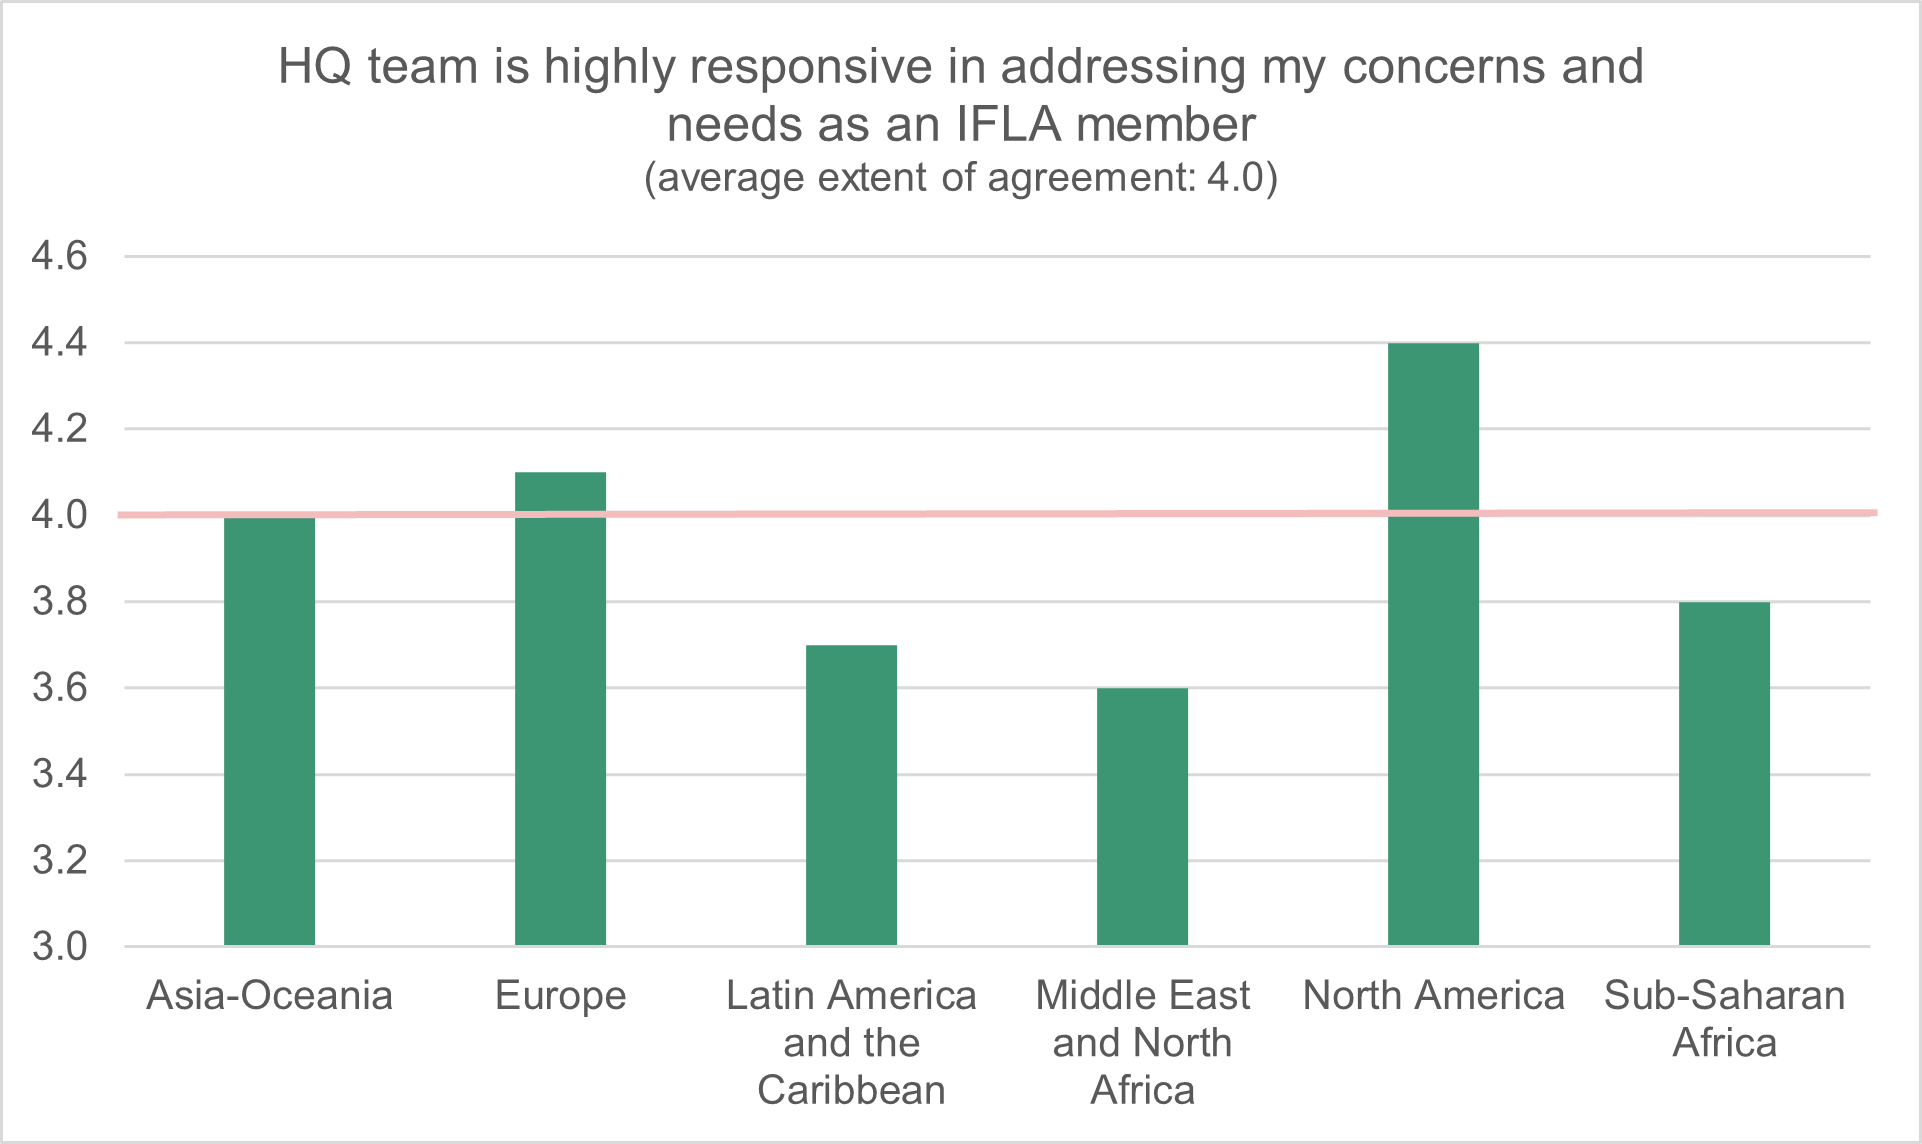 HQ team is highly responsive in addressing my concerns and
needs as an IFLA member
(average extent of agreement: 4.0)
4.6
4.4
4.2
4.0
3.8
3.6
3.4
3.2
3.0
Asia-Oceania
Europe
Latin America
and the
Caribbean
Middle East
and North
Africa
North America
Sub-Saharan
Africa